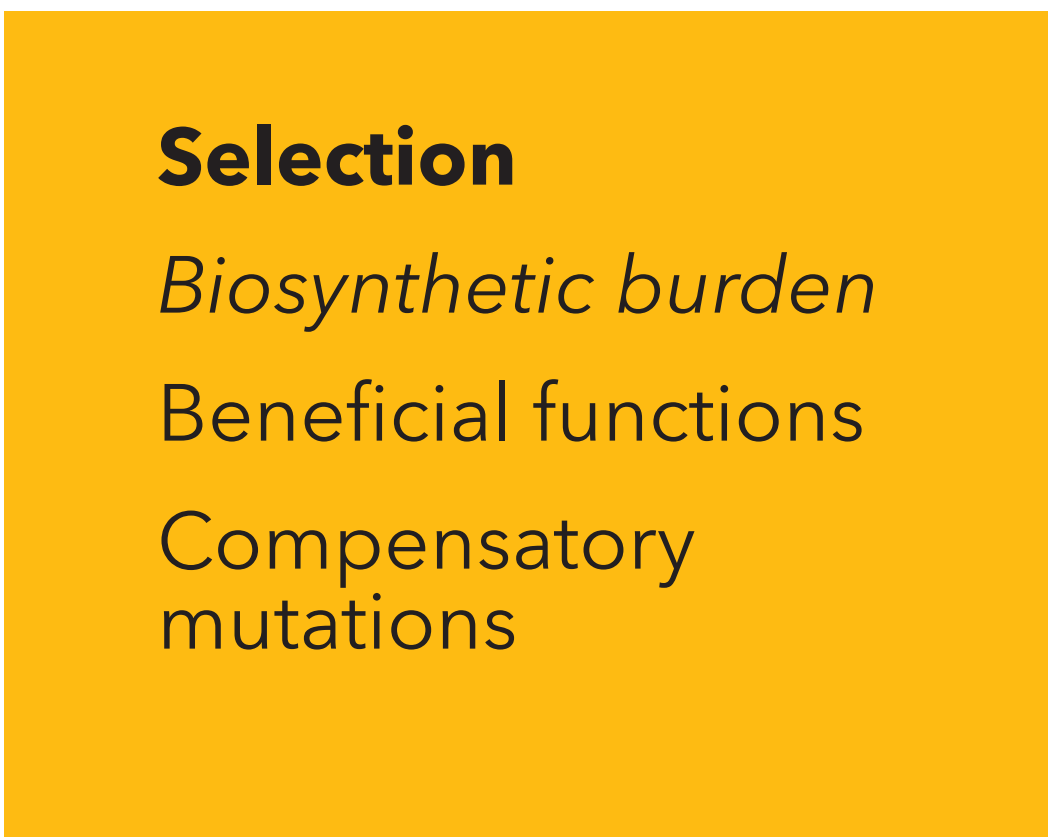 Selection
Biosynthetic burden
Beneficial functions
Compensatory
mutations